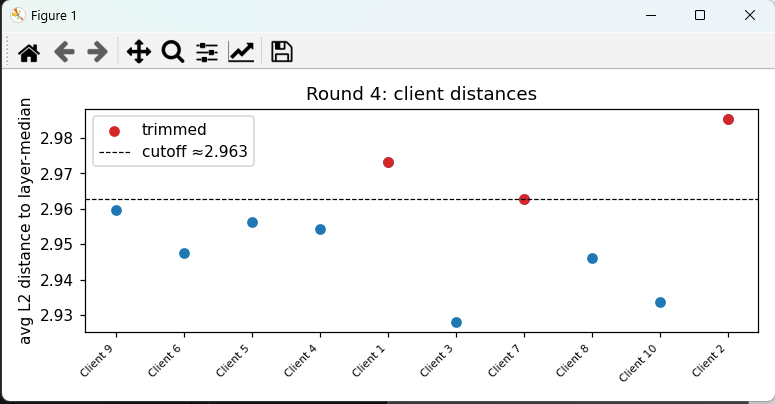 Figure 1
Round 4: client distances
trimmed
cutoff ≈2.963
avg L2 distance to layer-median
2.98
2.97
2.96
2.95
2.94
2.93
Client 9
Client 6
Client 5
Client 4
Client 1
Client 3
Client 7
Client 8
Client 10
Client 2